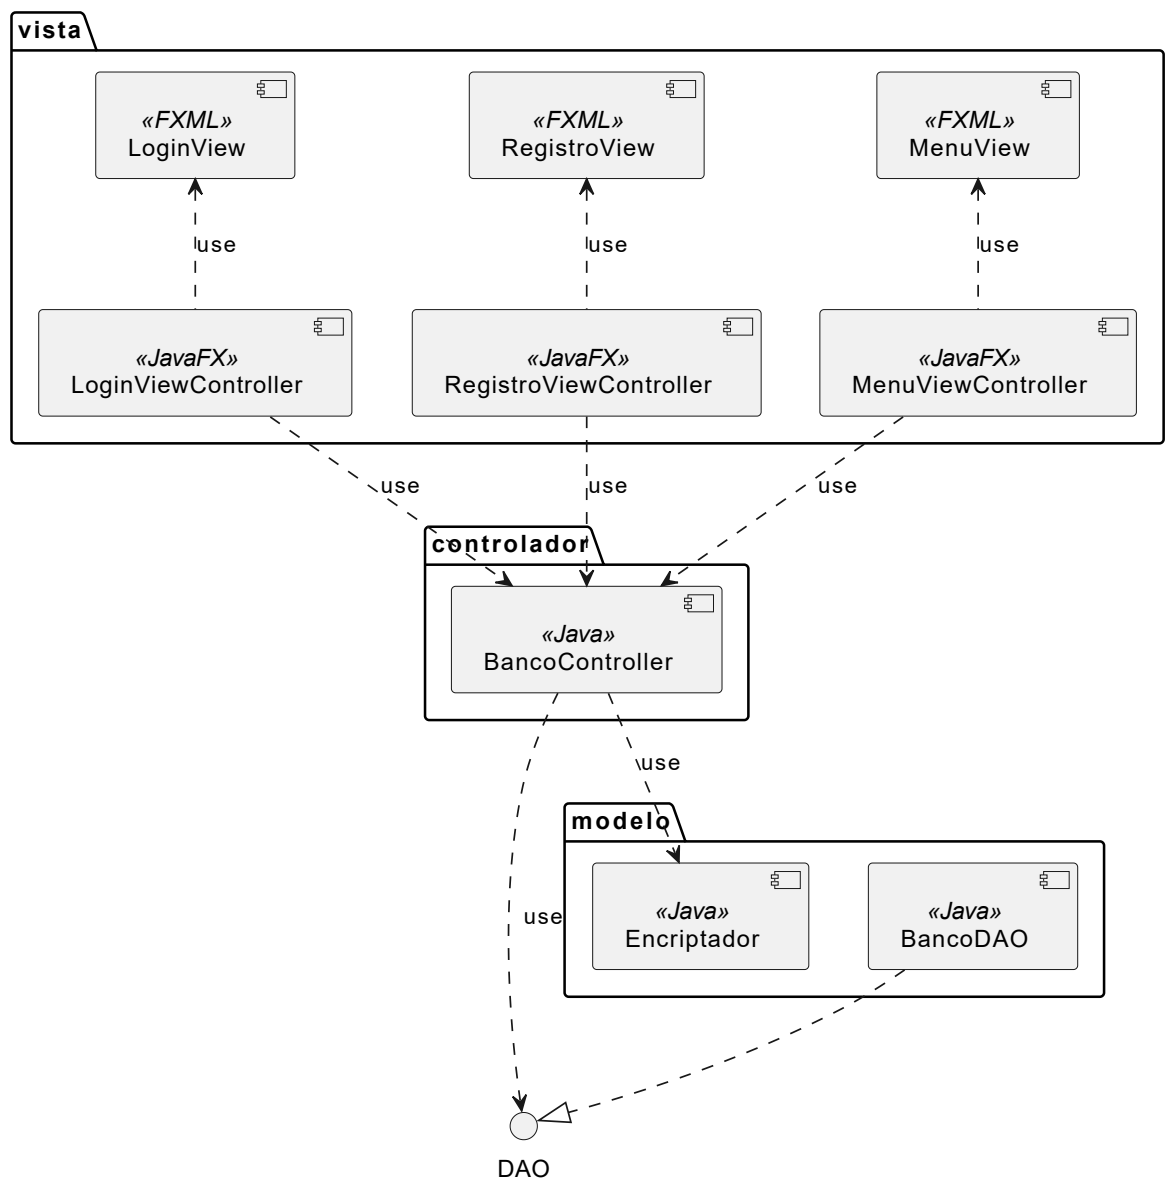 vista
«FXML»
LoginView
«FXML»
RegistroView
«FXML»
MenuView
use
use
use
«JavaFX»
LoginViewController
«JavaFX»
RegistroViewController
«JavaFX»
MenuViewController
use
use
use
controlador
«Java»
BancoController
use
modelo
«Java»
Encriptador
«Java»
BancoDAO
use
DAO